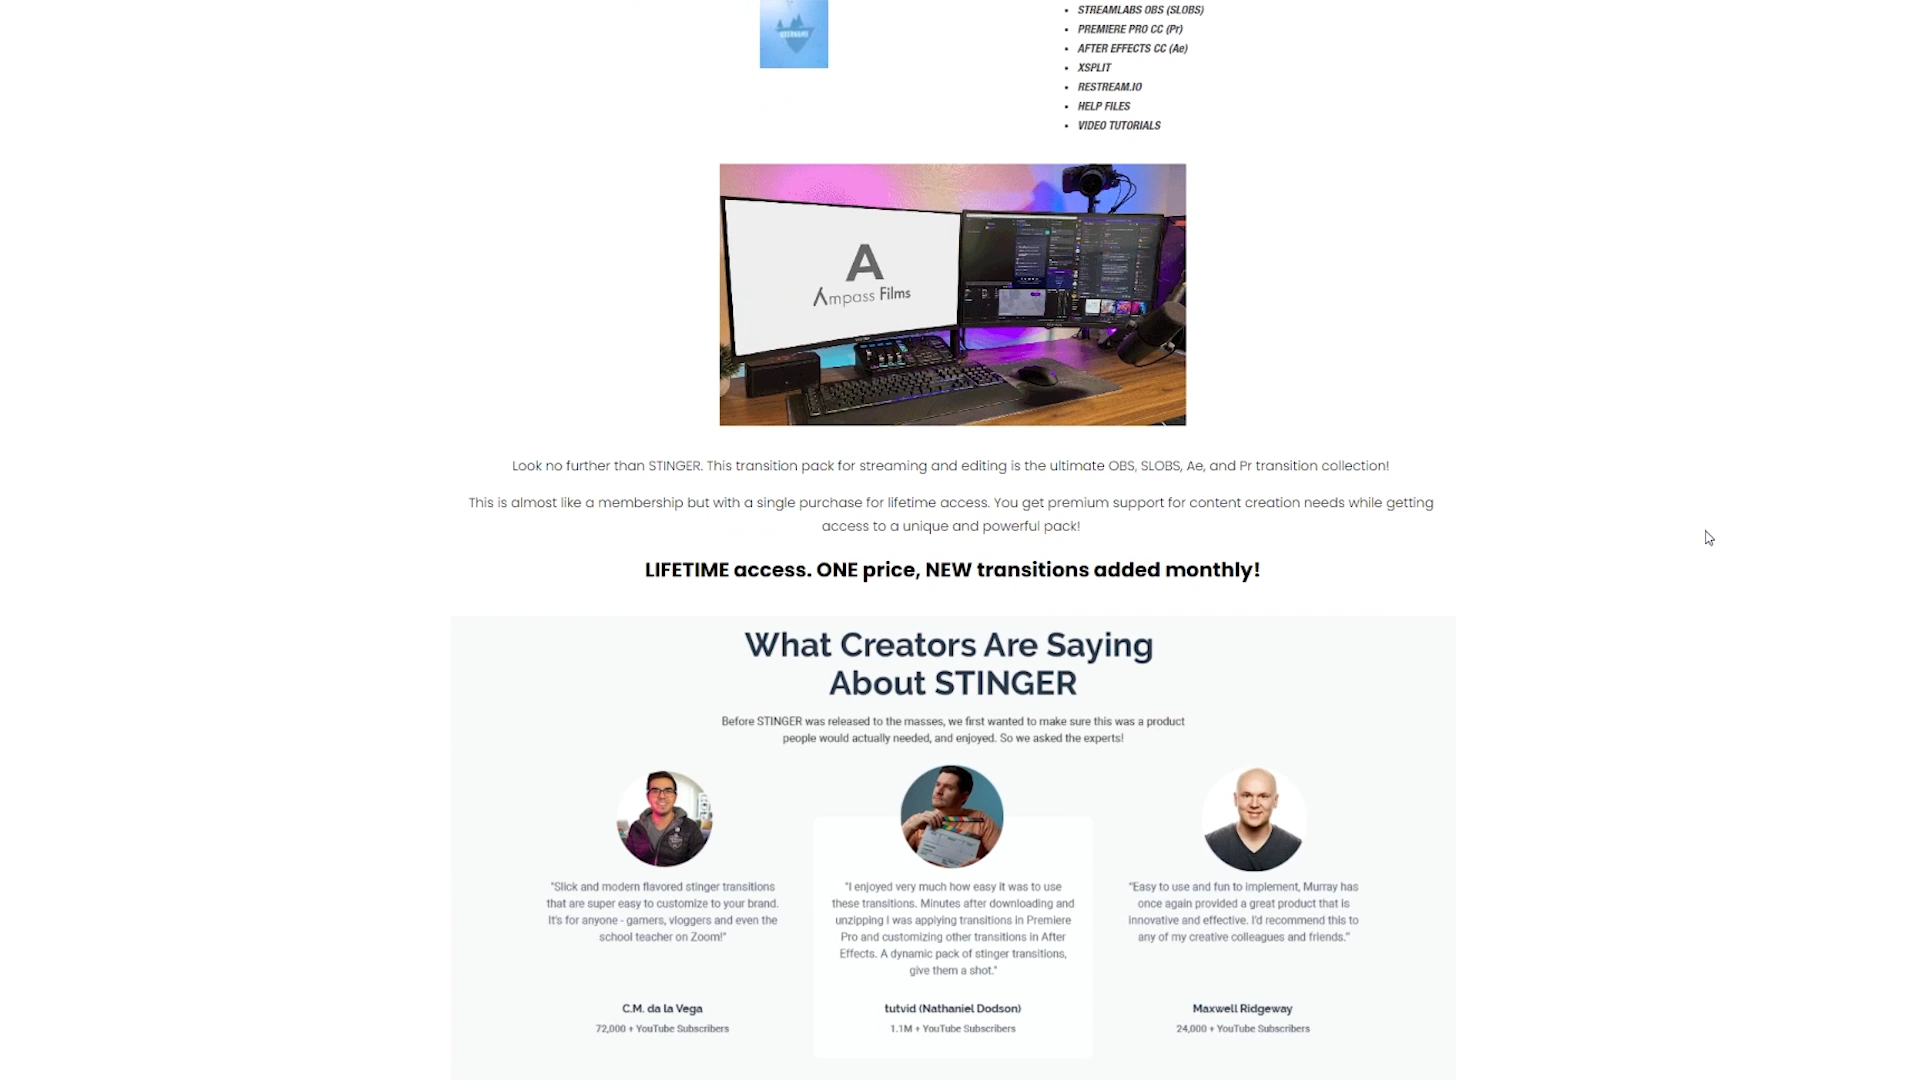 STREAMLABS OBS (SLOBS)
PREMIERE PRO CC (Pr)
AFTER EFFECTS CC (Ae)
XSPLIT
RESTREAM.IO
HELP FILES
VIDEO TUTORIALS
A
Ampass Films
Look no further than STINGER. This transition pack for streaming and editing is the ultimate OBS, SLOBS, Ae, and Pr transition collection!
This is almost like a membership but with a single purchase for lifetime access. You get premium support for content creation needs while getting
access to a unique and powerful pack!
LIFETIME access. ONE price, NEW transitions added monthly!
What Creators Are Saying
About STINGER
Before STINGER was released to the masses, we first wanted to make sure this was a product
people would actually needed, and enjoyed. So we asked the experts!
"Slick and modern flavored stinger transitions
that are super easy to customize to your brand.
It's for anyone - gamers, vloggers and even the
school teacher on Zoom!"
C.M. da la Vega
72,000 + YouTube Subscribers
"I enjoyed very much how easy it was to use
these transitions. Minutes after downloading and
unzipping I was applying transitions in Premiere
Pro and customizing other transitions in After
Effects. A dynamic pack of stinger transitions,
give them a shot."
tutvid (Nathaniel Dodson)
1.1M + YouTube Subscribers
"Easy to use and fun to implement, Murray has
once again provided a great product that is
innovative and effective. I'd recommend this to
any of my creative colleagues and friends."
Maxwell Ridgeway
24,000 + YouTube Subscribers